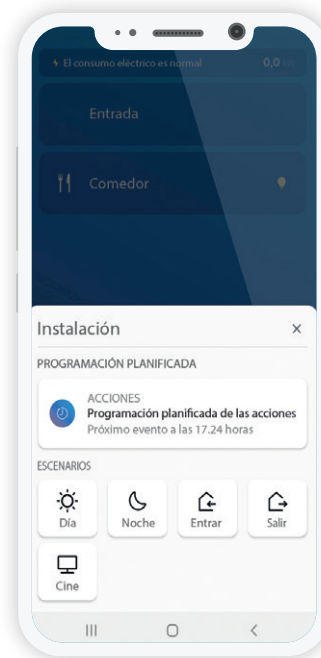 El consumo eléctrico es normal 0,0 kW
Entrada
Comedor
Instalación
PROGRAMACIÓN PLANIFICADA
ACCIONES
Programación planificada de las acciones
Próximo evento a las 17.24 horas
ESCENARIOS
Día Noche Entrar Salir
Cine